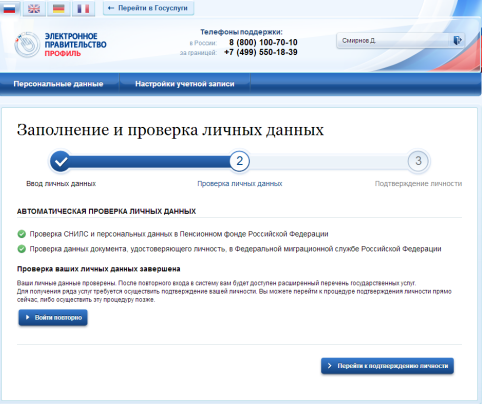 ← Перейти в Госуслуги
ЭЛЕКТРОННОЕ
ПРАВИТЕЛЬСТВО
ПРОФИЛЬ
Телефоны поддержки:
в России: 8 (800) 100-70-10
за границей: +7 (499) 550-18-39
Смирнов Д.
Персональные данные
Настройки учетной записи
Заполнение и проверка личных данных
2
3
Ввод личных данных
Проверка личных данных
Подтверждение личности
АВТОМАТИЧЕСКАЯ ПРОВЕРКА ЛИЧНЫХ ДАННЫХ
Проверка СНИЛС и персональных данных в Пенсионном фонде Российской Федерации
Проверка данных документа, удостоверяющего личность, в Федеральной миграционной службе Российской Федерации
Проверка ваших личных данных завершена
Ваши личные данные проверены. После повторного входа в систему вам будет доступен расширенный перечень государственных услуг.
Для получения ряда услуг требуется осуществить подтверждение вашей личности. Вы можете перейти к процедуре подтверждения личности прямо
сейчас, либо осуществить эту процедуру позже.
Войти повторно
Перейти к подтверждению личности